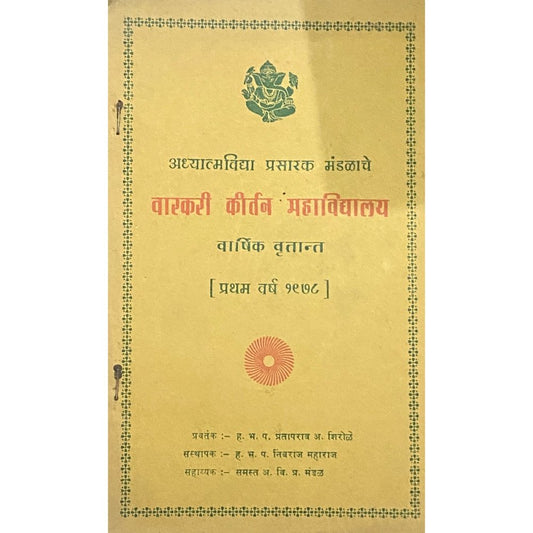 अध्यात्मविद्या प्रसारक मंडळाचे
वारकरी कीर्तन महाविद्यालय
वार्षिक वृत्तान्त
[ प्रथम वर्ष १९७८ ]
प्रवर्तक :- ह. भ. प. प्रतापराव अ. शिरोळे
संस्थापक :- ह. भ. प. निवराज महाराज
सहाय्यक :- समस्त अ. वि. प्र. मंडळ